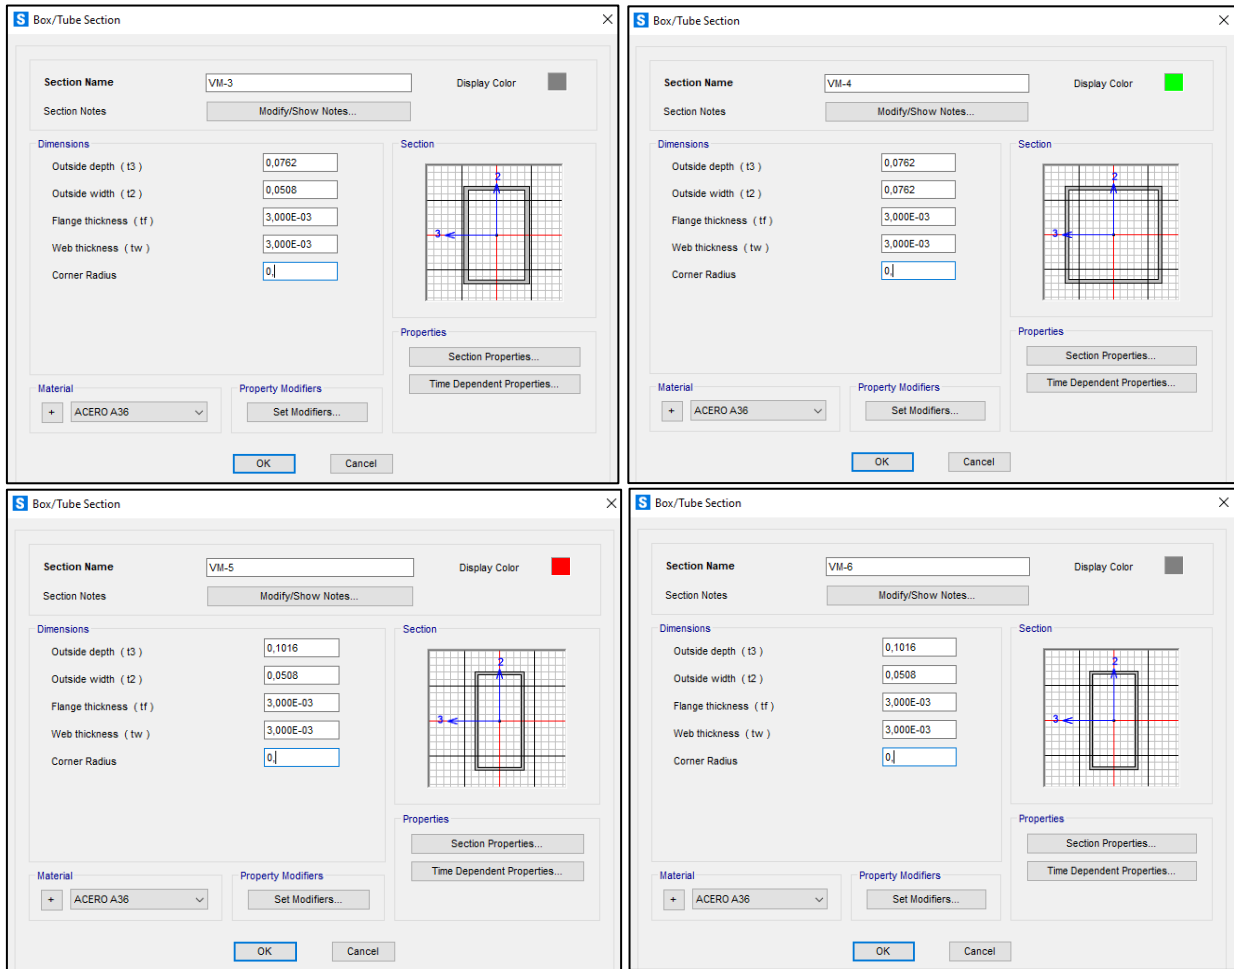 S Box/Tube Section
Section Name VM-3 Display Color
Section Notes Modify/Show Notes...
Dimensions
Outside depth ( t3 ) 0,0762
Outside width ( t2 ) 0,0508
Flange thickness ( tf ) 3,000E-03
Web thickness ( tw ) 3,000E-03
Corner Radius 0,
Section
2
3
Properties
Section Properties...
Time Dependent Properties...
Material
+ ACERO A36
Property Modifiers
Set Modifiers...
OK Cancel
S Box/Tube Section
Section Name VM-4 Display Color
Section Notes Modify/Show Notes...
Dimensions
Outside depth ( t3 ) 0,0762
Outside width ( t2 ) 0,0762
Flange thickness ( tf ) 3,000E-03
Web thickness ( tw ) 3,000E-03
Corner Radius 0,
Section
2
3
Properties
Section Properties...
Time Dependent Properties...
Material
+ ACERO A36
Property Modifiers
Set Modifiers...
OK Cancel
S Box/Tube Section
Section Name VM-5 Display Color
Section Notes Modify/Show Notes...
Dimensions
Outside depth ( t3 ) 0,1016
Outside width ( t2 ) 0,0508
Flange thickness ( tf ) 3,000E-03
Web thickness ( tw ) 3,000E-03
Corner Radius 0,
Section
2
3
Properties
Section Properties...
Time Dependent Properties...
Material
+ ACERO A36
Property Modifiers
Set Modifiers...
OK Cancel
S Box/Tube Section
Section Name VM-6 Display Color
Section Notes Modify/Show Notes...
Dimensions
Outside depth ( t3 ) 0,1016
Outside width ( t2 ) 0,0508
Flange thickness ( tf ) 3,000E-03
Web thickness ( tw ) 3,000E-03
Corner Radius 0,
Section
2
3
Properties
Section Properties...
Time Dependent Properties...
Material
+ ACERO A36
Property Modifiers
Set Modifiers...
OK Cancel